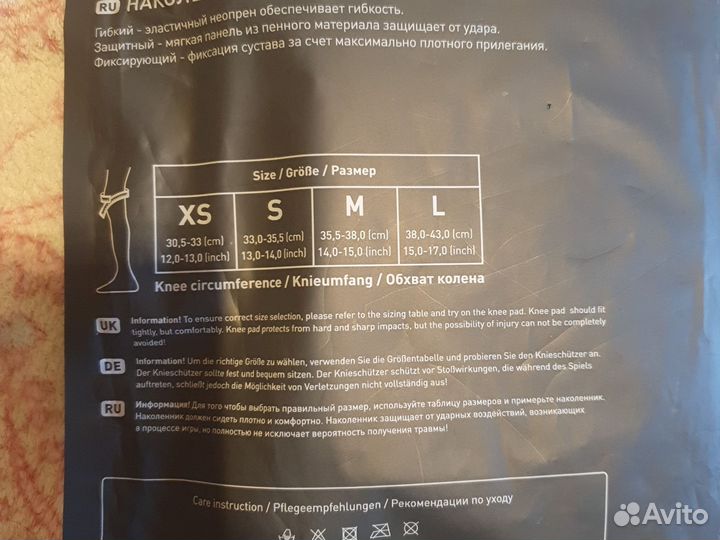 RU
Гибкий - эластичный неопрен обеспечивает гибкость.
Защитный - мягкая панель из пенного материала защищает от удара.
Фиксирующий - фиксация сустава за счет максимально плотного прилегания.
Size / Größe / Размер
XS S M L
30,5-33 (cm) 33,0-35,5 (cm) 35,5-38,0 (cm) 38,0-43,0 (cm)
12,0-13,0 (inch) 13,0-14,0 (inch) 14,0-15,0 (inch) 15,0-17,0 (inch)
Knee circumference / Knieumfang / Обхват колена
UK Information! To ensure correct size selection, please refer to the sizing table and try on the knee pad. Knee pad should fit
tightly, but comfortably. Knee pad protects from hard and sharp impacts, but the possibility of injury can not be completely
avoided!
DE Information! Um die richtige Größe zu wählen, verwenden Sie die Größentabelle und probieren Sie den Knieschützer an.
Der Knieschützer sollte fest und bequem sitzen. Der Knieschützer schützt vor Stoßwirkungen, die während des Spiels
auftreten, schließt jedoch die Möglichkeit von Verletzungen nicht vollständig aus!
RU Информация! Для того чтобы выбрать правильный размер, используйте таблицу размеров и примерьте наколенник.
Наколенник должен сидеть плотно и комфортно. Наколенник защищает от ударных воздействий, возникающих
в процессе игры, но полностью не исключает вероятность получения травмы!
Care instruction / Pflegeempfehlungen / Рекомендации по уходу
Avito